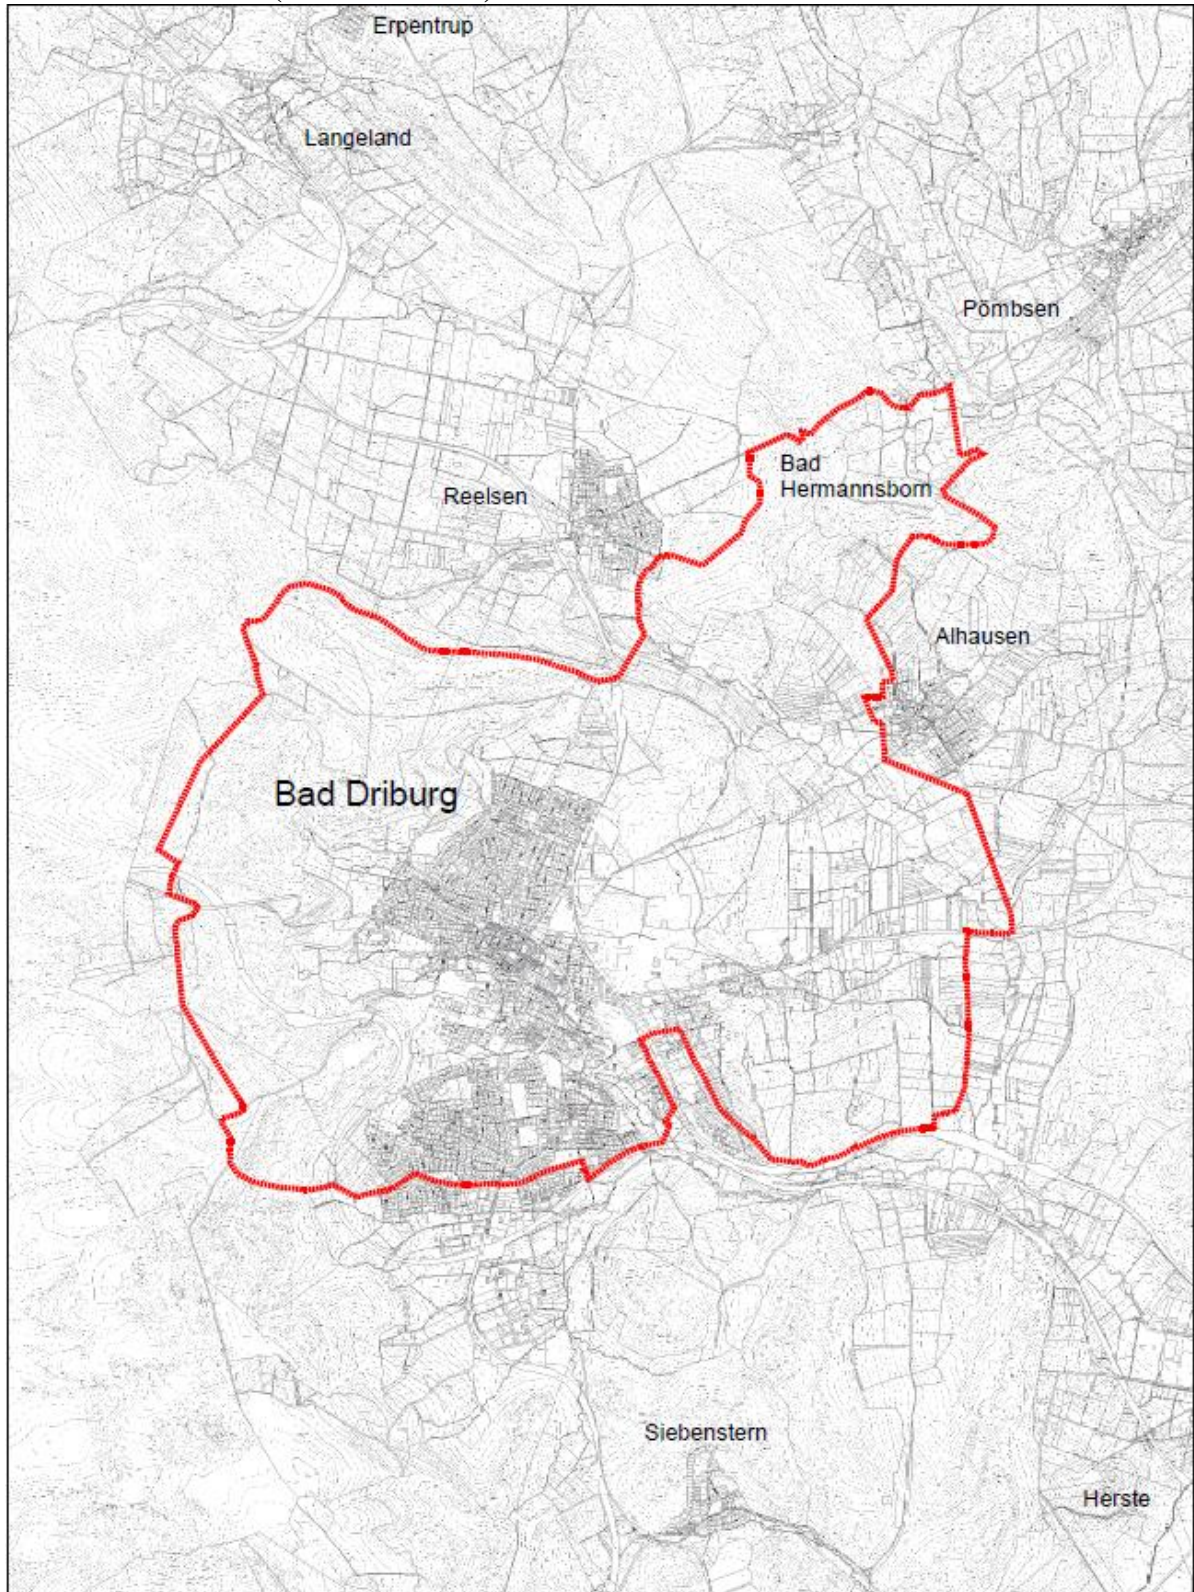 Erpentrup
Langeland
Pömbsen
Bad
Hermannsborn
Reelsen
Alhausen
Bad Driburg
Siebenstern
Herste